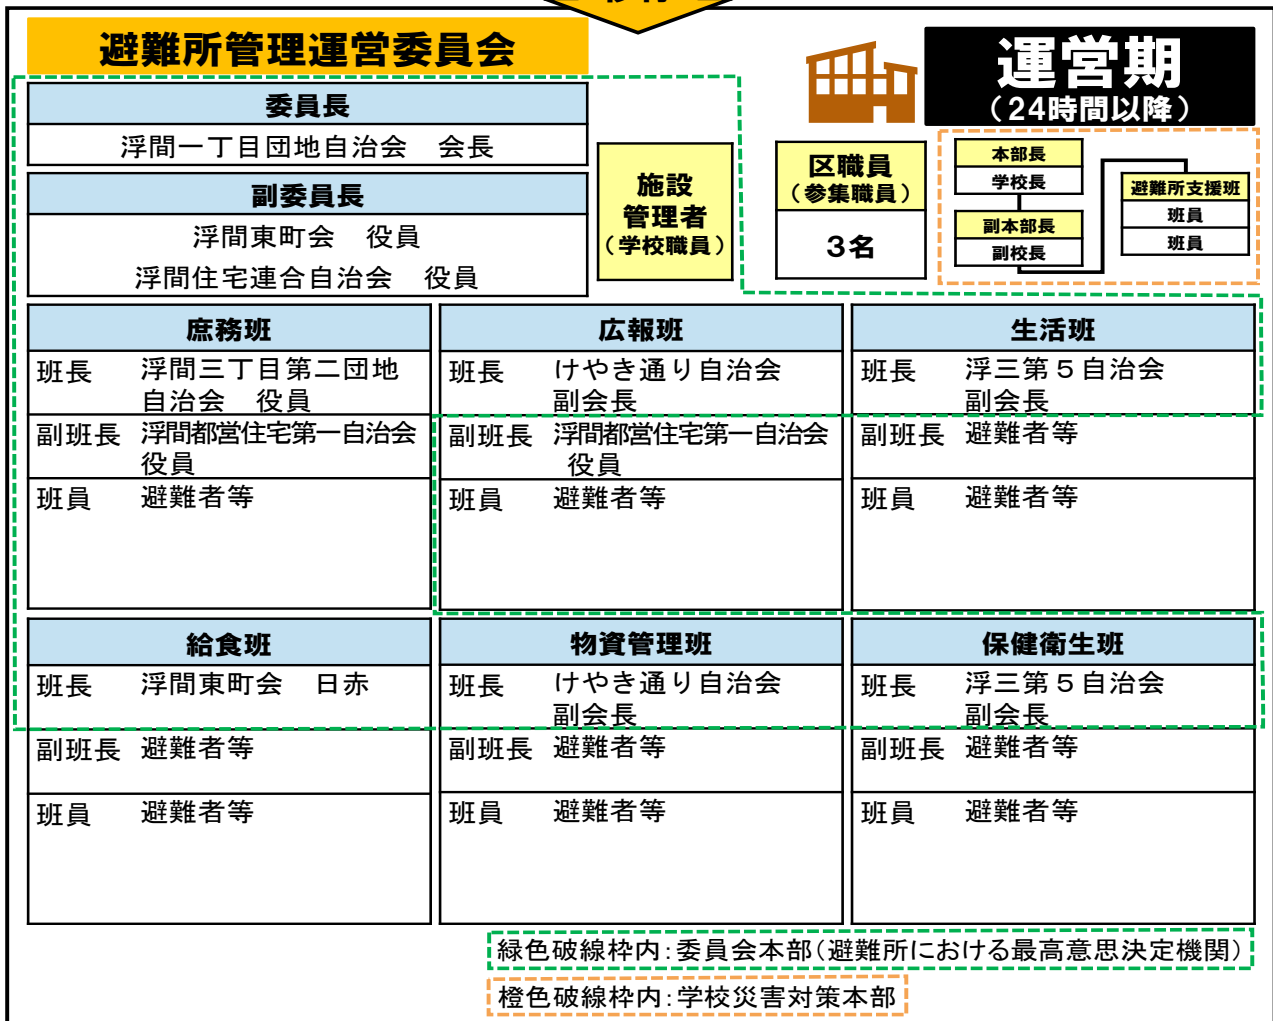 避難所管理運営委員会
運営期
（24時間以降）
委員長
浮間一丁目団地自治会　会長
副委員長
浮間東町会　役員
浮間住宅連合自治会　役員
施設
管理者
（学校職員）
区職員
（参集職員）
3名
本部長
学校長
副本部長
副校長
避難所支援班
班員
班員
庶務班
班長　浮間三丁目第二団地
自治会　役員
副班長　浮間都営住宅第一自治会
役員
班員　避難者等
広報班
班長　けやき通り自治会
副会長
副班長　浮間都営住宅第一自治会
役員
班員　避難者等
生活班
班長　浮三第５自治会
副会長
副班長　避難者等
班員　避難者等
給食班
班長　浮間東町会　日赤
副班長　避難者等
班員　避難者等
物資管理班
班長　けやき通り自治会
副会長
副班長　避難者等
班員　避難者等
保健衛生班
班長　浮三第５自治会
副会長
副班長　避難者等
班員　避難者等
緑色破線枠内：委員会本部（避難所における最高意思決定機関）
橙色破線枠内：学校災害対策本部